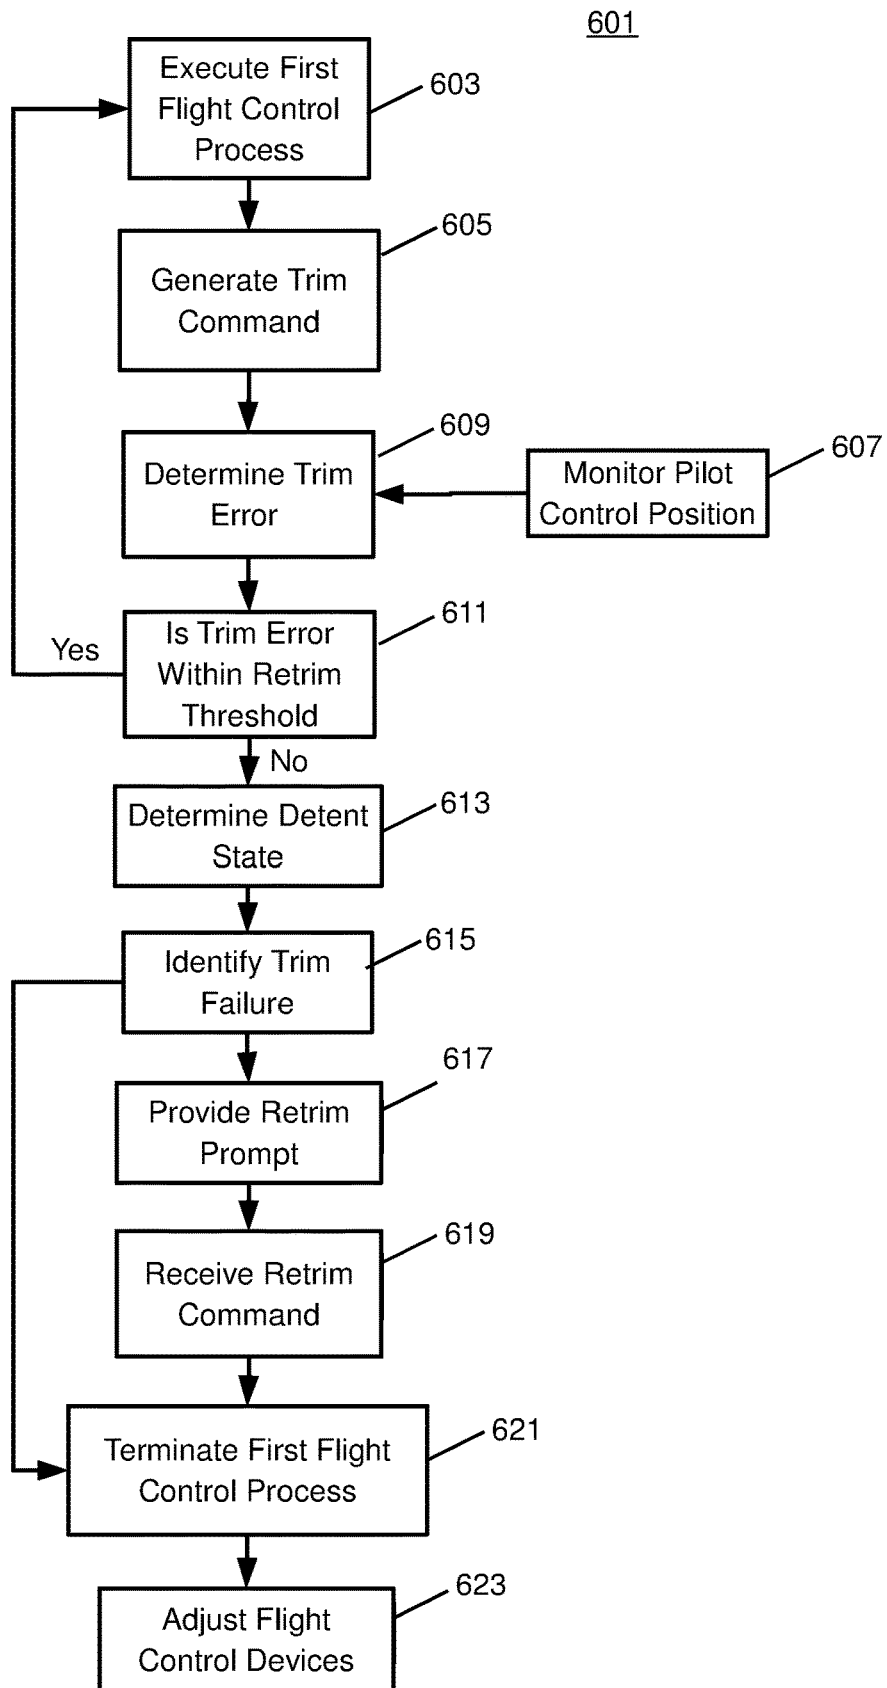 601
Execute First
Flight Control
Process
603
605
Generate Trim
Command
609
Determine Trim
Error
607
Monitor Pilot
Control Position
611
Is Trim Error
Within Retrim
Threshold
Yes
No
Determine Detent
State
613
Identify Trim
Failure
615
617
Provide Retrim
Prompt
619
Receive Retrim
Command
621
Terminate First Flight
Control Process
623
Adjust Flight
Control Devices